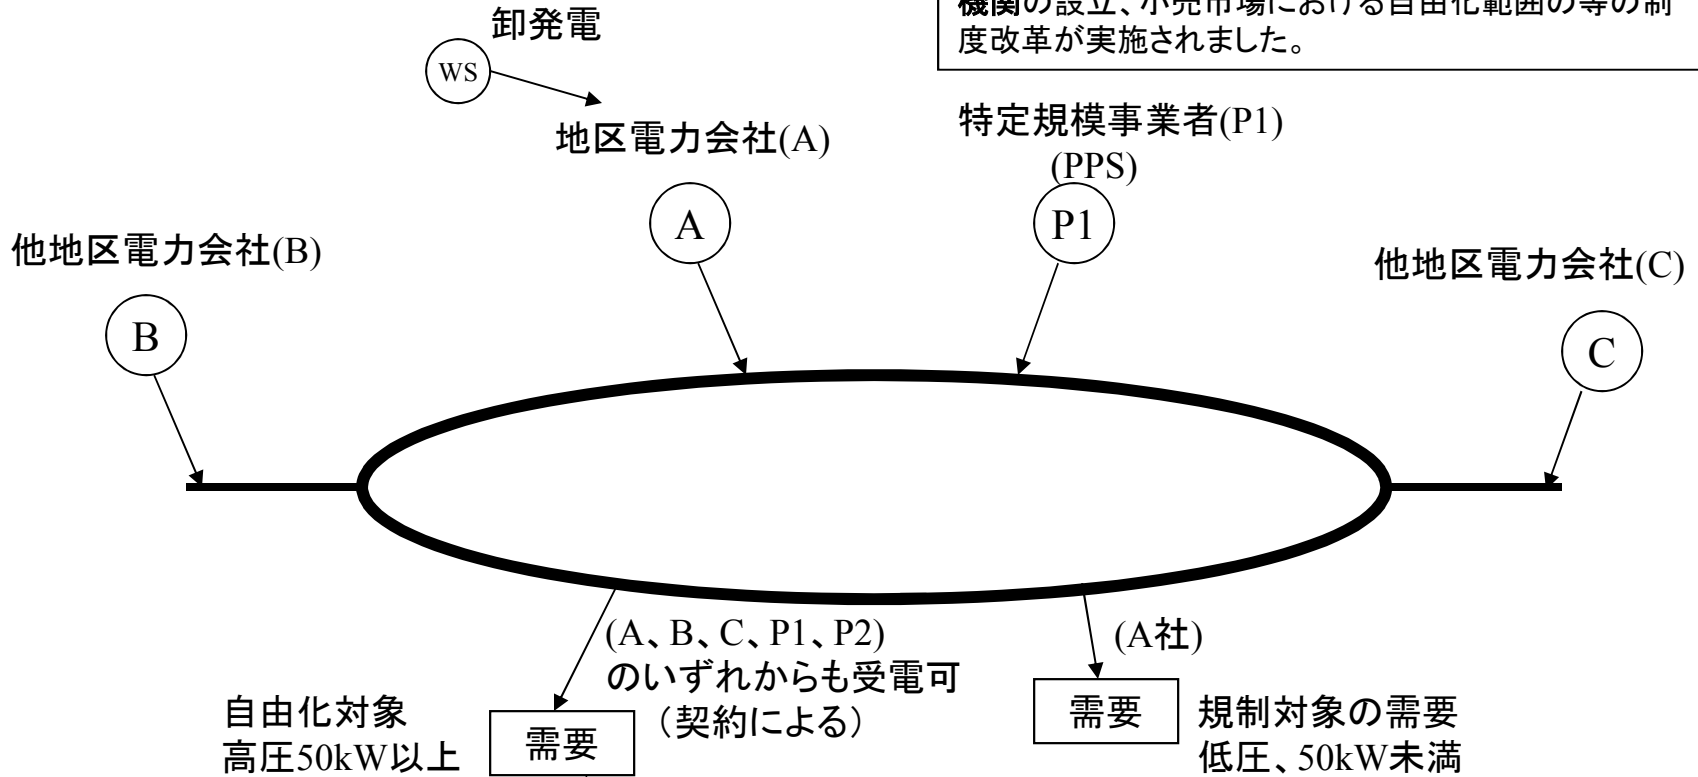 機関の設立、小売市場における自由化範囲の等の制
度改革が実施されました。
卸発電
WS
地区電力会社(A)
特定規模事業者(P1)
(PPS)
A
P1
他地区電力会社(B)
他地区電力会社(C)
B
C
(A、B、C、P1、P2)
のいずれからも受電可
（契約による）
(A社)
自由化対象
高圧50kW以上
需要
需要
規制対象の需要
低圧、50kW未満